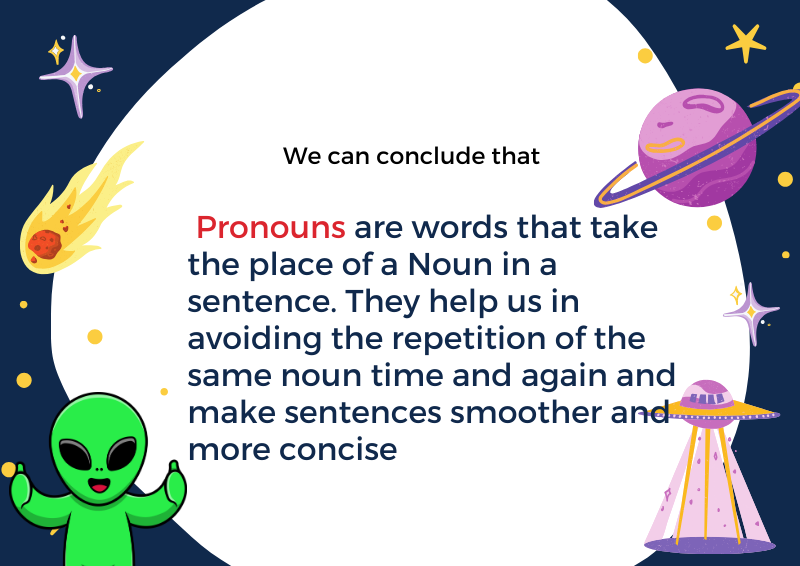 We can conclude that
Pronouns are words that take
the place of a Noun in a
sentence. They help us in
avoiding the repetition of the
same noun time and again and
make sentences smoother and
more concise